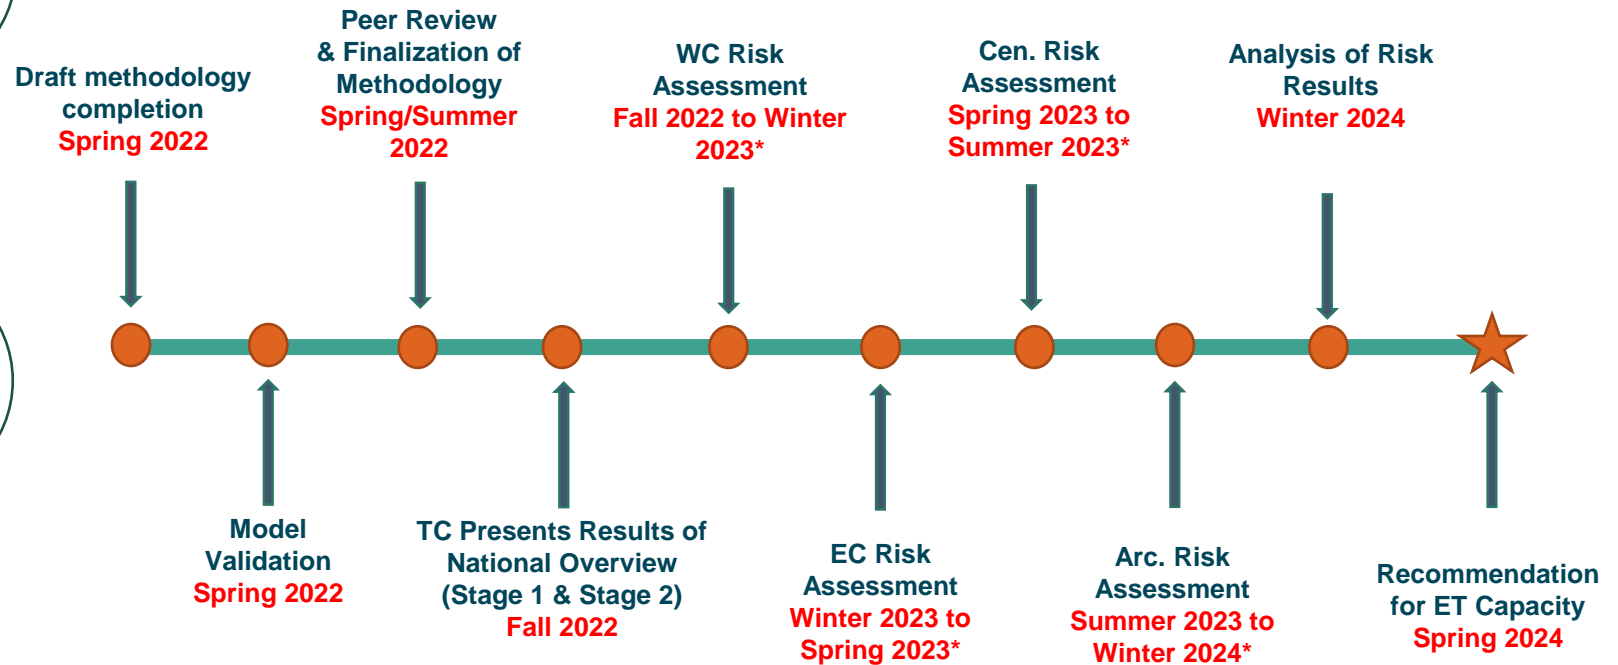 Draft methodology
completion
Spring 2022
Peer Review
& Finalization of
Methodology
Spring/Summer
2022
WC Risk
Assessment
Fall 2022 to Winter
2023*
Cen. Risk
Assessment
Spring 2023 to
Summer 2023*
Analysis of Risk
Results
Winter 2024
Model
Validation
Spring 2022
TC Presents Results of
National Overview
(Stage 1 & Stage 2)
Fall 2022
EC Risk
Assessment
Winter 2023 to
Spring 2023*
Arc. Risk
Assessment
Summer 2023 to
Winter 2024*
Recommendation
for ET Capacity
Spring 2024